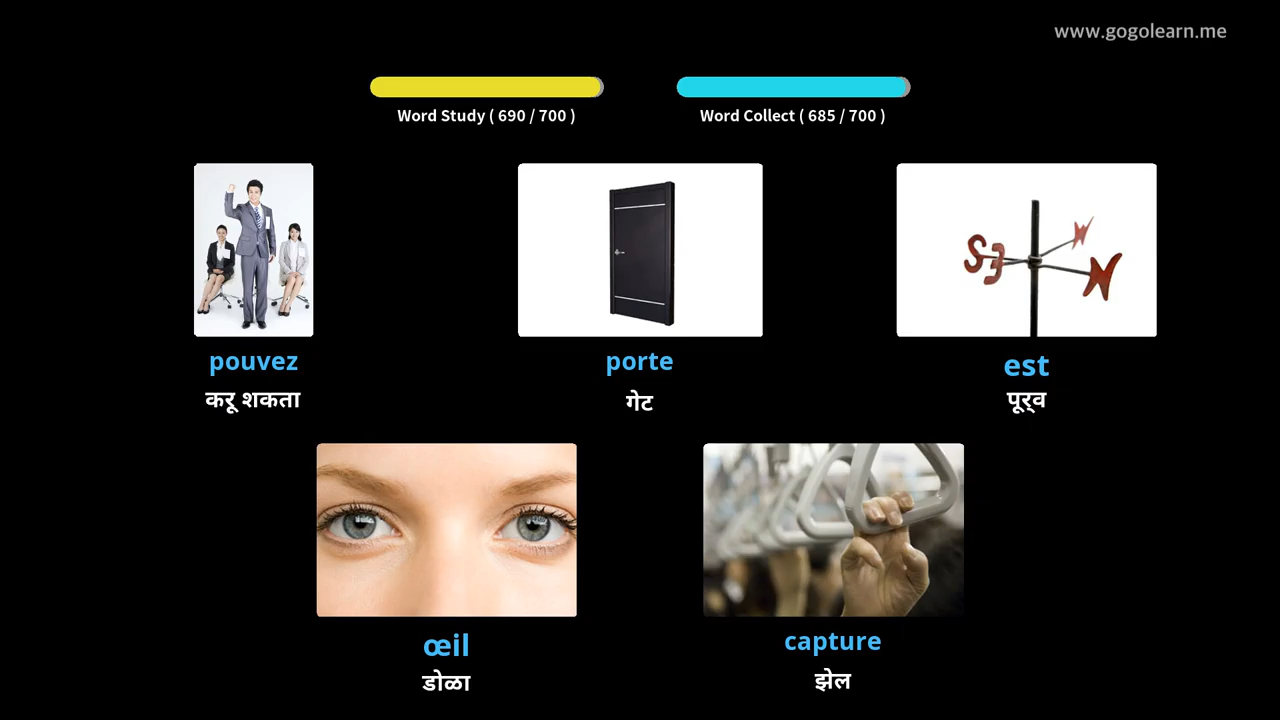 www.gogolearn.me
Word Study ( 690 / 700 )
Word Collect ( 685 / 700 )
pouvez
करू शकता
porte
गेट
est
पूर्व
œil
डोळा
capture
झेल